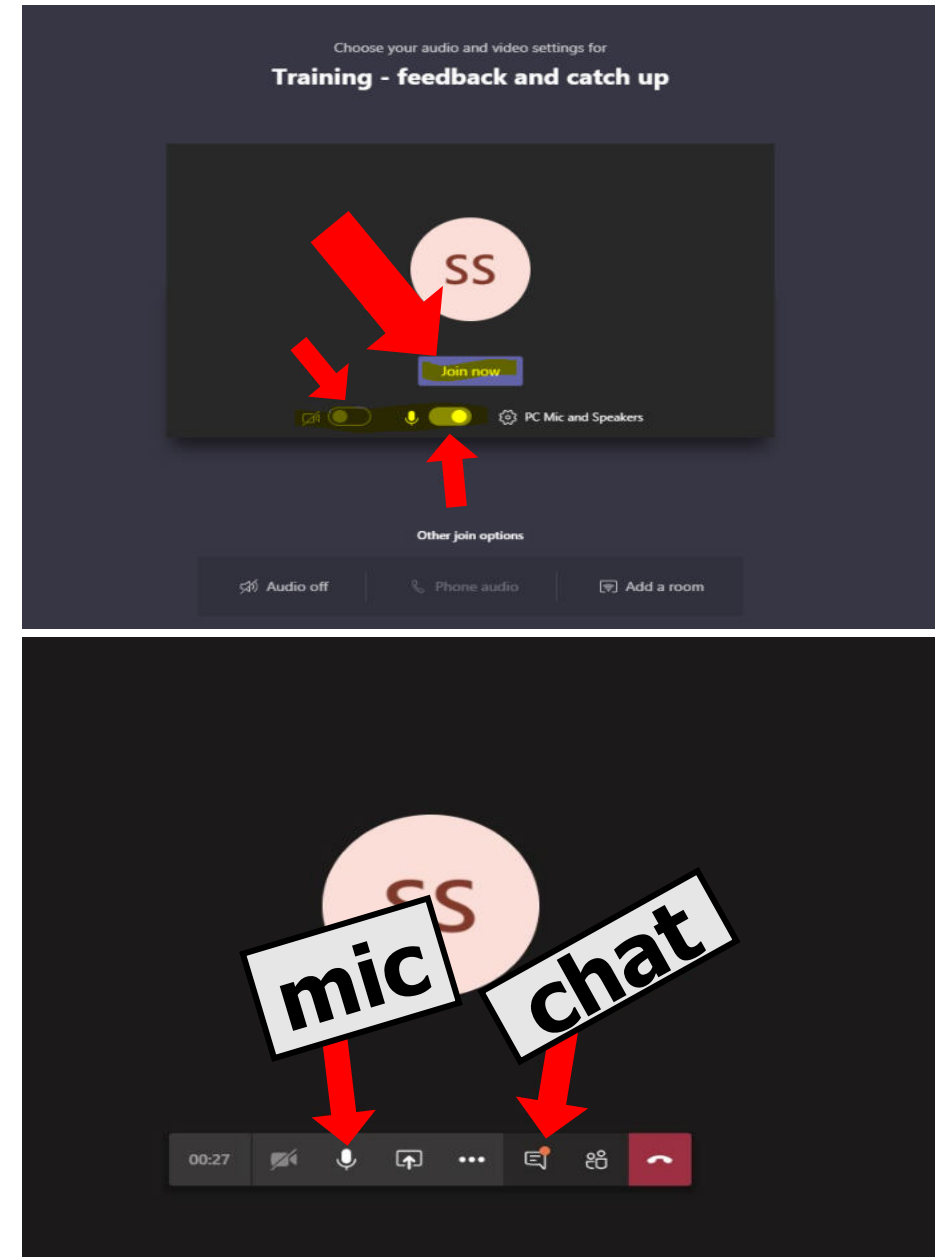 Choose your audio and video settings for
Training - feedback and catch up
SS
Join now
PC Mic and Speakers
Other join options
Audio off
Phone audio
Add a room
SS
mic
chat
00:27